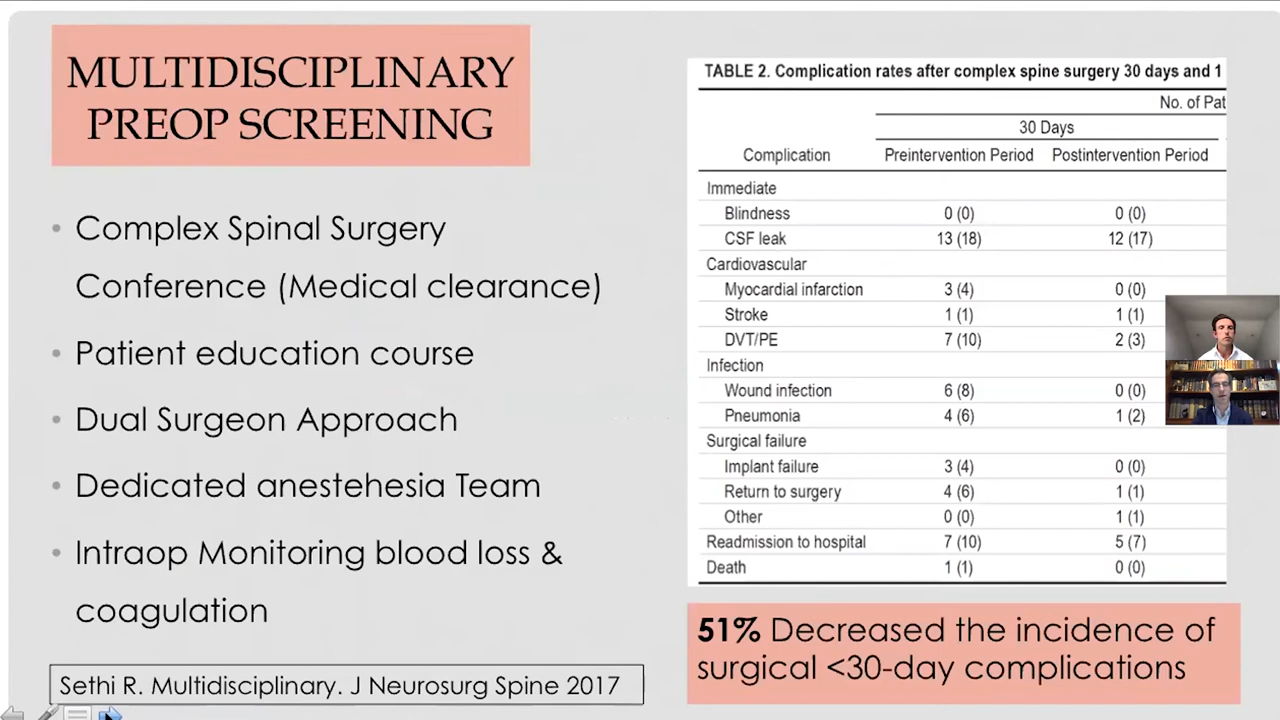 MULTIDISCIPLINARY
PREOP SCREENING
• Complex Spinal Surgery
Conference (Medical clearance)
• Patient education course
• Dual Surgeon Approach
• Dedicated anestehesia Team
• Intraop Monitoring blood loss &
coagulation
Sethi R. Multidisciplinary. J Neurosurg Spine 2017
TABLE 2. Complication rates after complex spine surgery 30 days and 1
No. of Pat
30 Days
Complication Preintervention Period Postintervention Period
Immediate
Blindness 0 (0) 0 (0)
CSF leak 13 (18) 12 (17)
Cardiovascular
Myocardial infarction 3 (4) 0 (0)
Stroke 1 (1) 1 (1)
DVT/PE 7 (10) 2 (3)
Infection
Wound infection 6 (8) 0 (0)
Pneumonia 4 (6) 1 (2)
Surgical failure
Implant failure 3 (4) 0 (0)
Return to surgery 4 (6) 1 (1)
Other 0 (0) 1 (1)
Readmission to hospital 7 (10) 5 (7)
Death 1 (1) 0 (0)
51% Decreased the incidence of
surgical <30-day complications